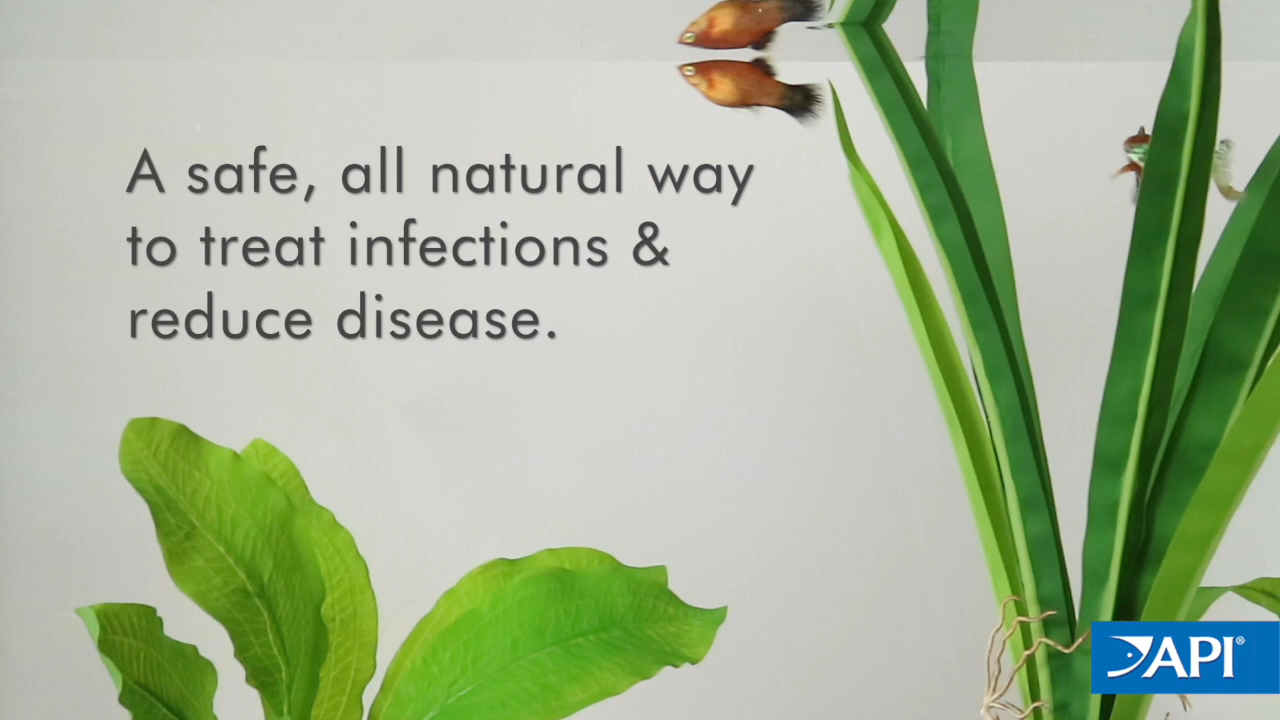 A safe, all natural way
to treat infections &
reduce disease.
API®